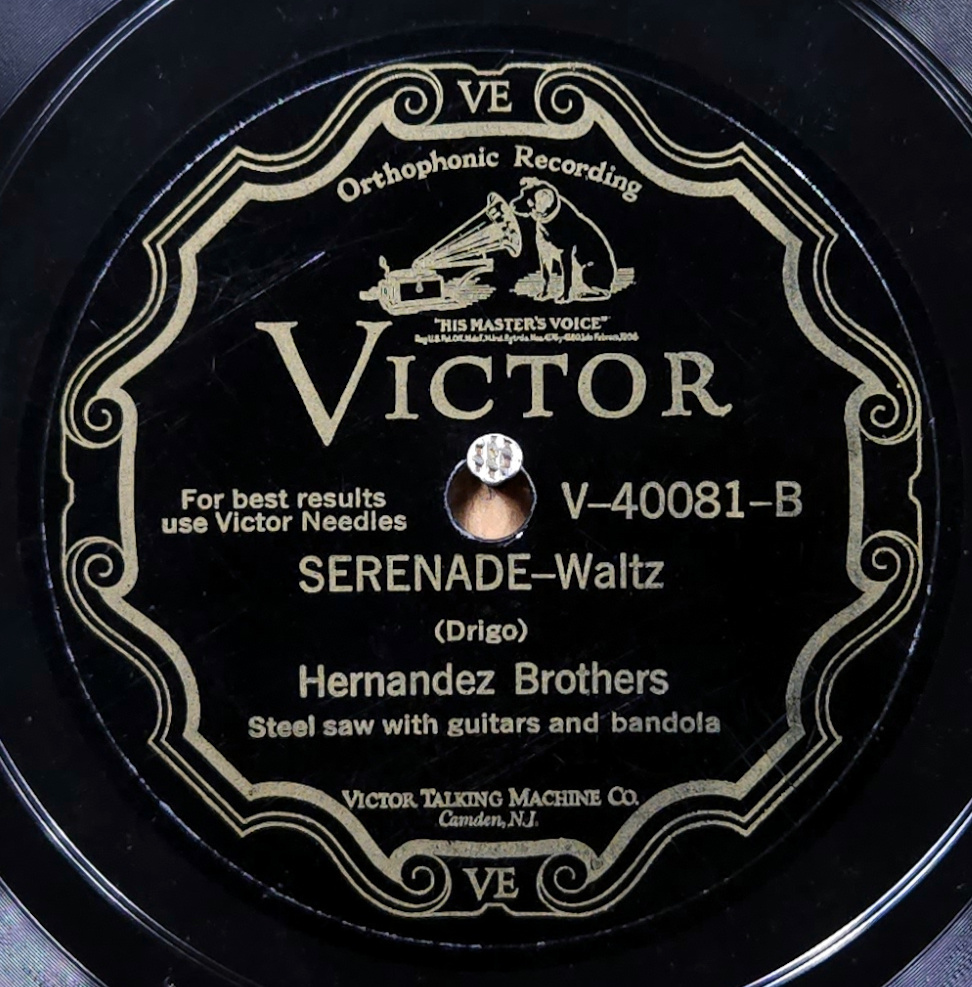 VE
Orthophonic Recording
"HIS MASTER'S VOICE"
VICTOR
For best results
use Victor Needles
V-40081-B
SERENADE-Waltz
(Drigo)
Hernandez Brothers
Steel saw with guitars and bandola
VICTOR TALKING MACHINE CO.
Camden, N.J.
VE